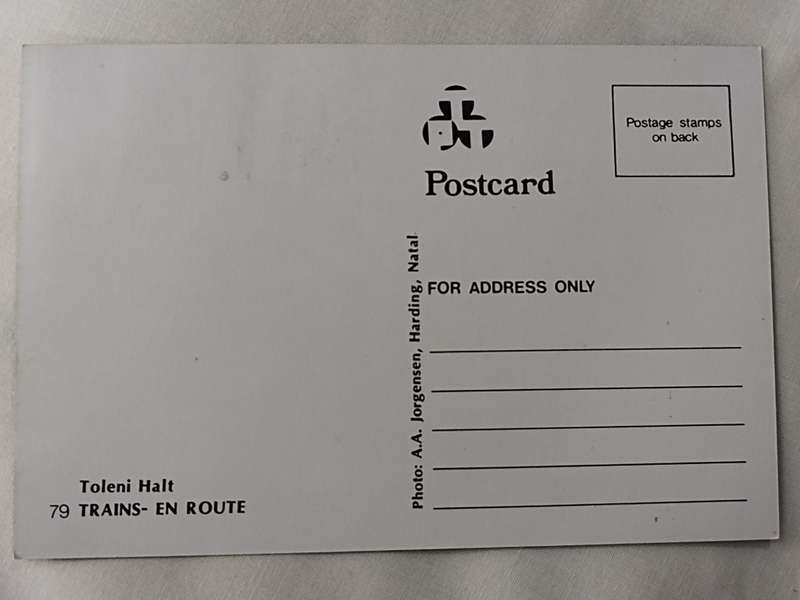 Postage stamps
on back
Postcard
Photo: A.A. Jorgensen, Harding, Natal
FOR ADDRESS ONLY
Toleni Halt
79 TRAINS- EN ROUTE